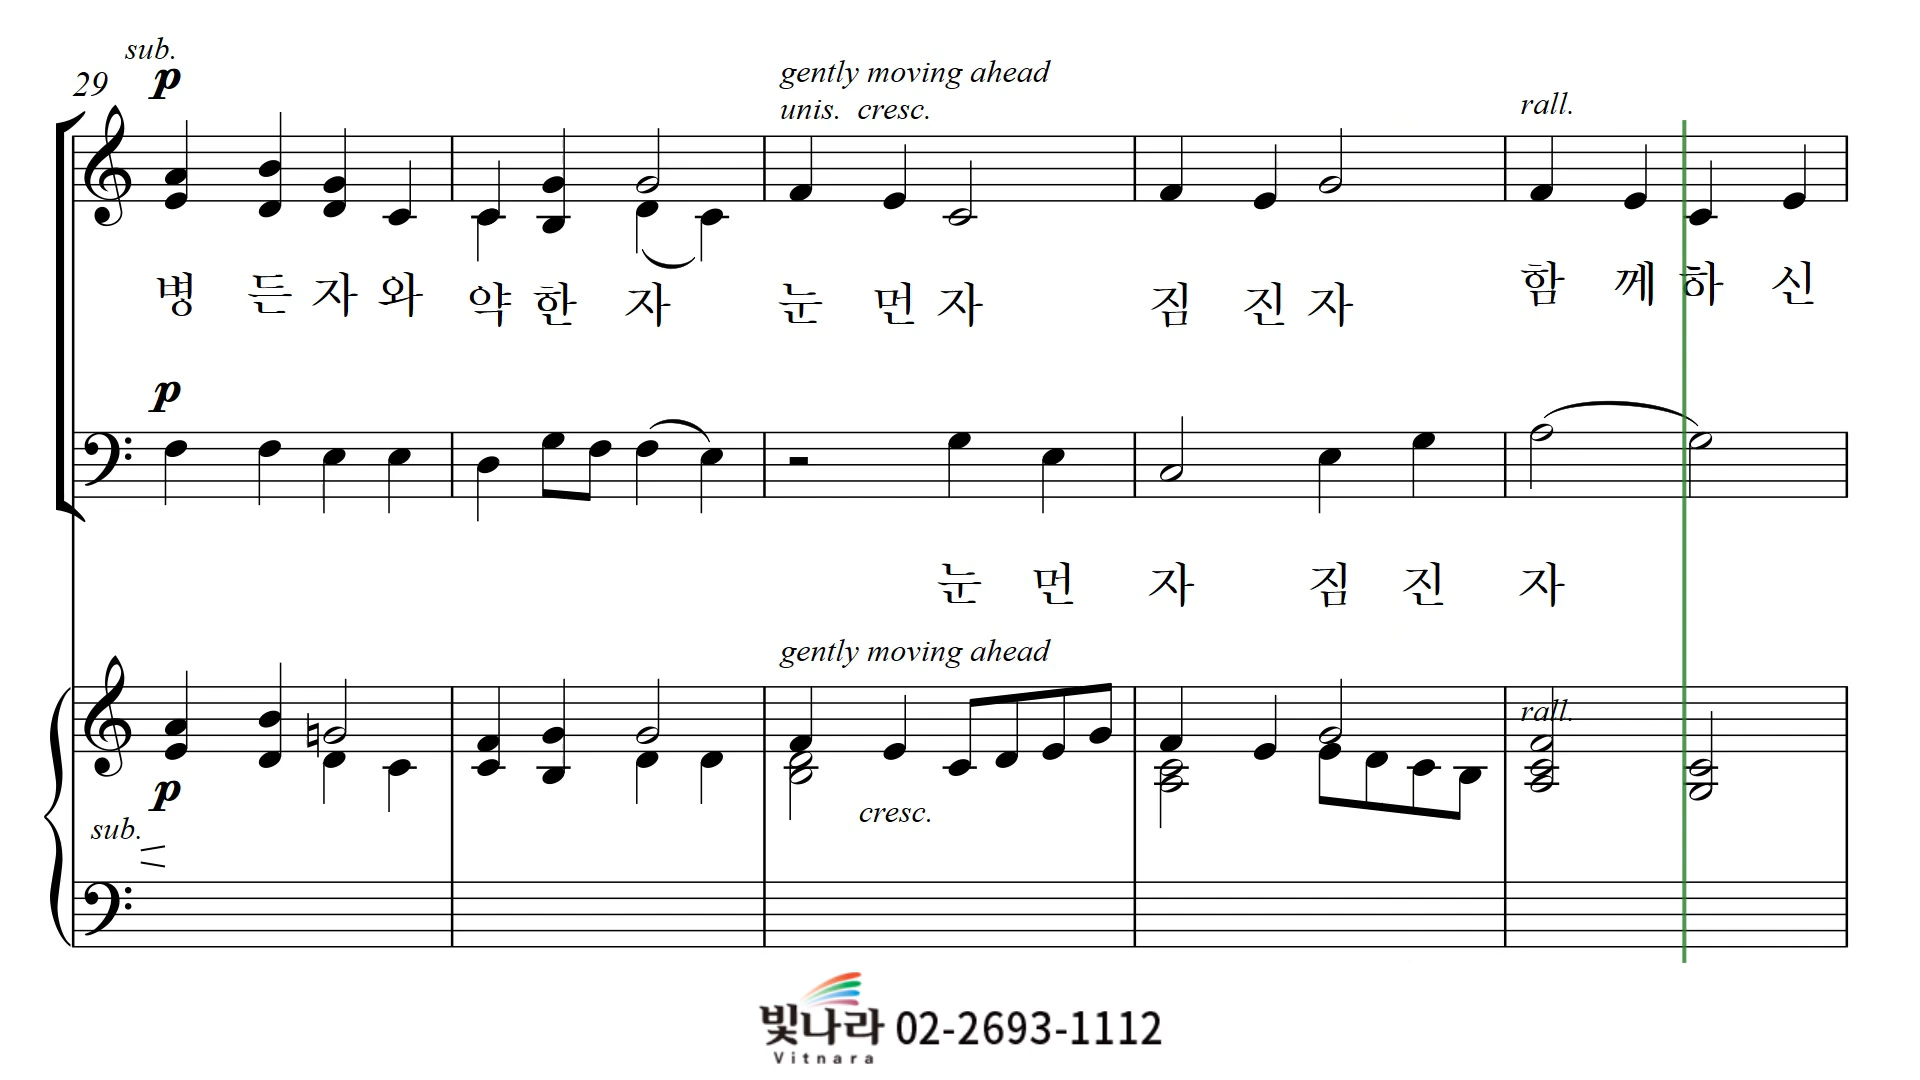 sub.
p
29
gently moving ahead
unis. cresc.
rall.
병 든 자 와 약 한 자 눈 먼 자 짐 진 자 함 께 하 신
p
눈 먼 자 짐 진 자
gently moving ahead
rall.
p
cresc.
sub.
빛나라 02-2693-1112
Vitnara